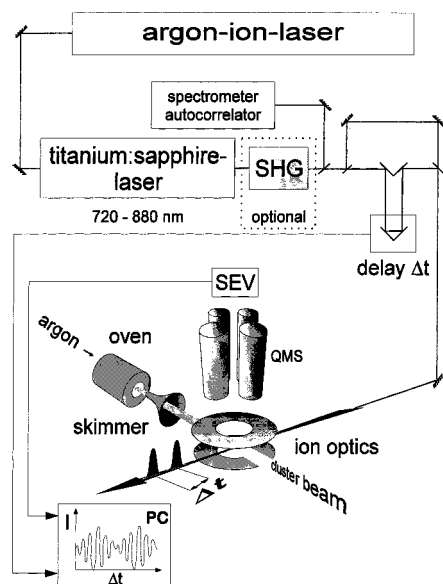 argon-ion-laser
spectrometer
autocorrelator
titanium:sapphire-
laser
SHG
720 - 880 nm
optional
delay Δt
SEV
argon
oven
QMS
skimmer
ion optics
cluster beam
Δt
I
PC
Δt